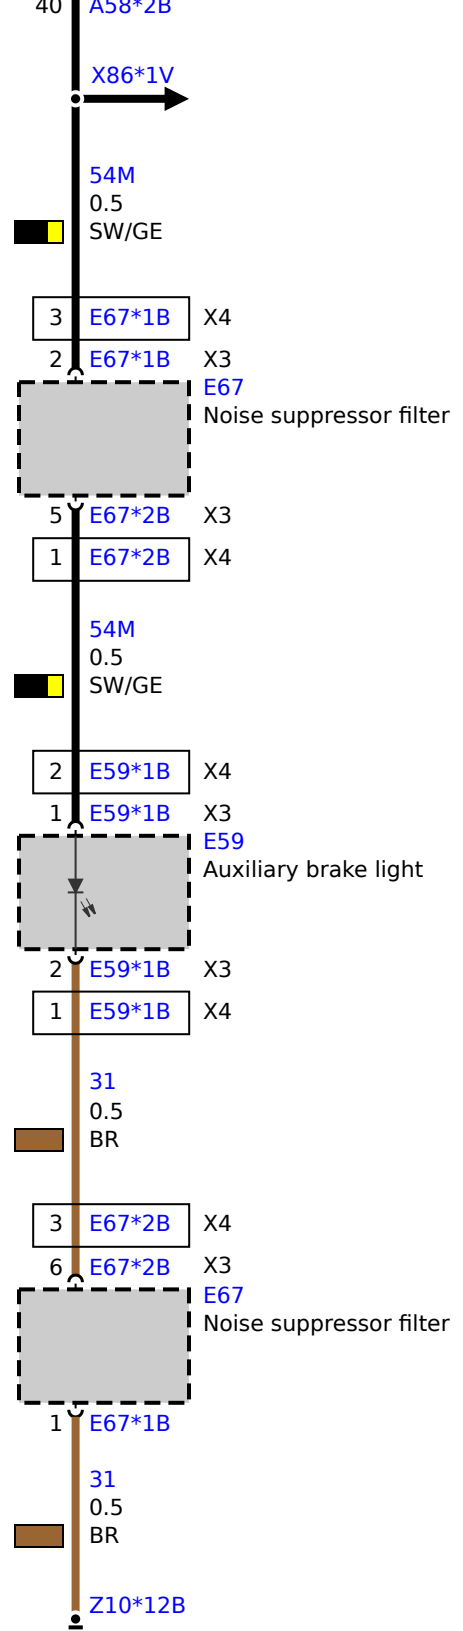 40 A58*2B
X86*1V
54M
0.5
SW/GE
3 E67*1B X4
2 E67*1B X3
E67
Noise suppressor filter
5 E67*2B X3
1 E67*2B X4
54M
0.5
SW/GE
2 E59*1B X4
1 E59*1B X3
E59
Auxiliary brake light
2 E59*1B X3
1 E59*1B X4
31
0.5
BR
3 E67*2B X4
6 E67*2B X3
E67
Noise suppressor filter
1 E67*1B
31
0.5
BR
Z10*12B